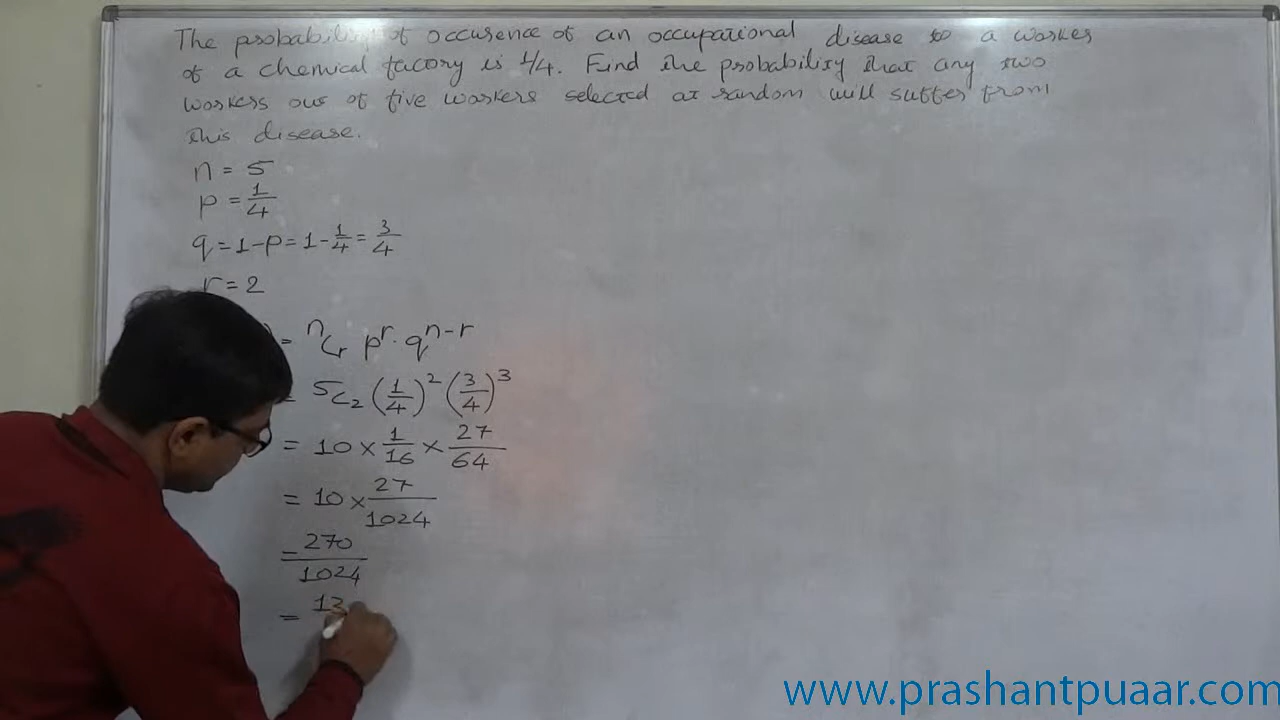 The probability of occurence of an occupational disease to a worker
of a chemical factory is 1/4. Find the probability that any two
workers out of five workers selected at random will suffer from
this disease.
n = 5
p = 1/4
q = 1 - p = 1 - 1/4 = 3/4
r = 2
= nCr p^r · q^n-r
= 5C2 (1/4)^2 (3/4)^3
= 10 × 1/16 × 27/64
= 10 × 27/1024
= 270/1024
= 13
www.prashantpuaar.com